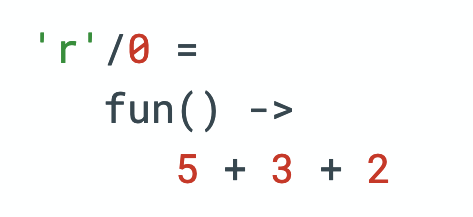 'r'/0 =
fun() ->
5 + 3 + 2